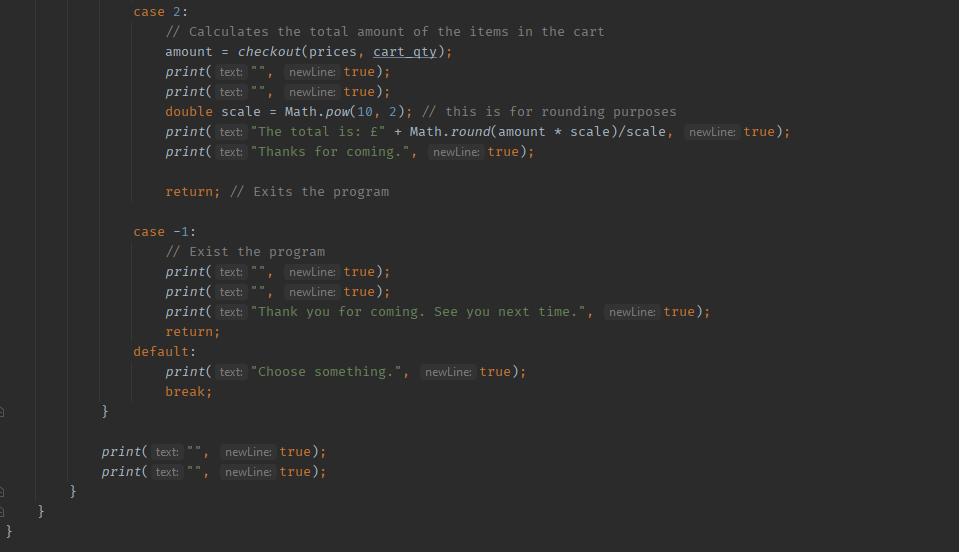 case 2:
// Calculates the total amount of the items in the cart
amount = checkout(prices, cart_qty);
print( text: "", newLine: true);
print( text: "", newLine: true);
double scale = Math.pow(10, 2); // this is for rounding purposes
print( text: "The total is: £" + Math.round(amount * scale)/scale, newLine: true);
print( text: "Thanks for coming.", newLine: true);
return; // Exits the program
case -1:
// Exist the program
print( text: "", newLine: true);
print( text: "", newLine: true);
print( text: "Thank you for coming. See you next time.", newLine: true);
return;
default:
print( text: "Choose something.", newLine: true);
break;
}
print( text: "", newLine: true);
print( text: "", newLine: true);
}
}
}